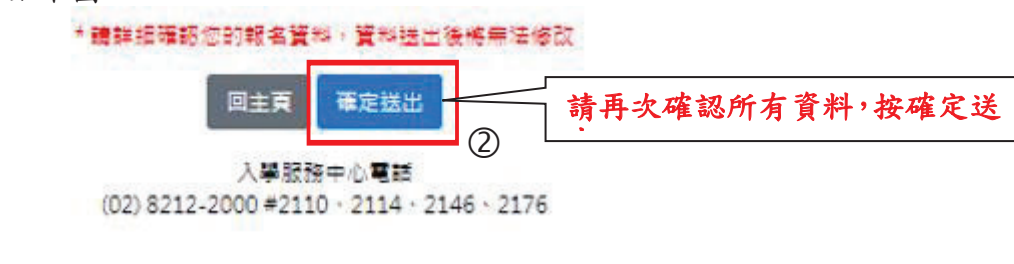 *請詳細確認您的報名資料，資料送出後將無法修改
回主頁 確定送出
請再次確認所有資料，按確定送
②
入學服務中心電話
(02) 8212-2000 #2110、2114、2146、2176